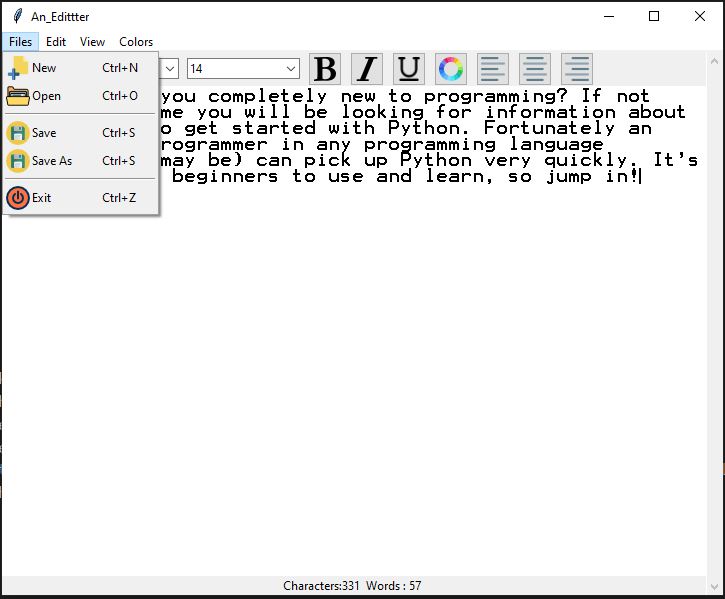 An_Edittter
Files Edit View Colors
New Ctrl+N
Open Ctrl+O
Save Ctrl+S
Save As Ctrl+S
Exit Ctrl+Z
14 B I U
you completely new to programming? If not
me you will be looking for information about
o get started with Python. Fortunately an
rogrammer in any programming language
may be) can pick up Python very quickly. It's
beginners to use and learn, so jump in!
Characters:331 Words : 57